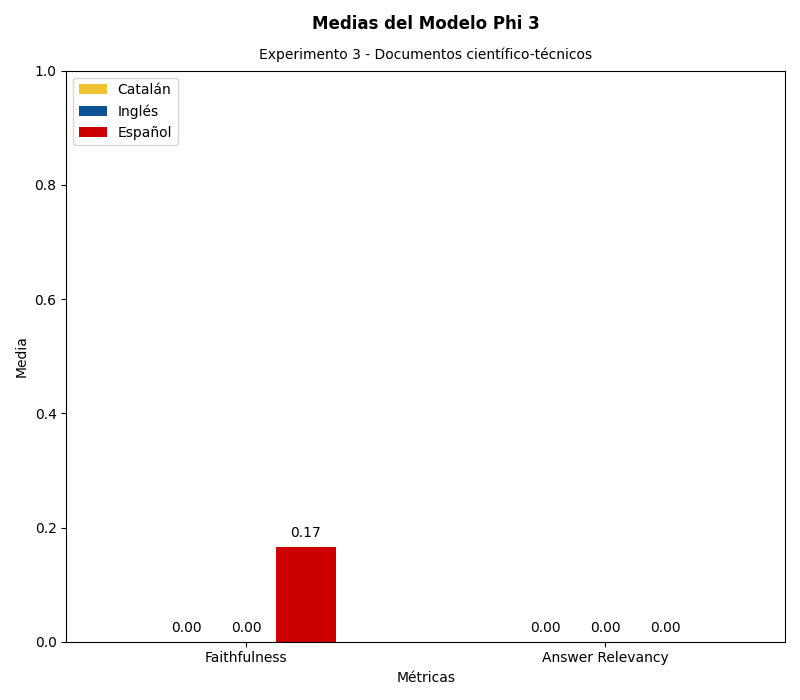 Medias del Modelo Phi 3
Experimento 3 - Documentos científico-técnicos
1.0
0.8
0.6
0.4
0.2
0.0
Media
Catalán
Inglés
Español
0.00
0.00
0.17
0.00
0.00
0.00
Faithfulness
Answer Relevancy
Métricas